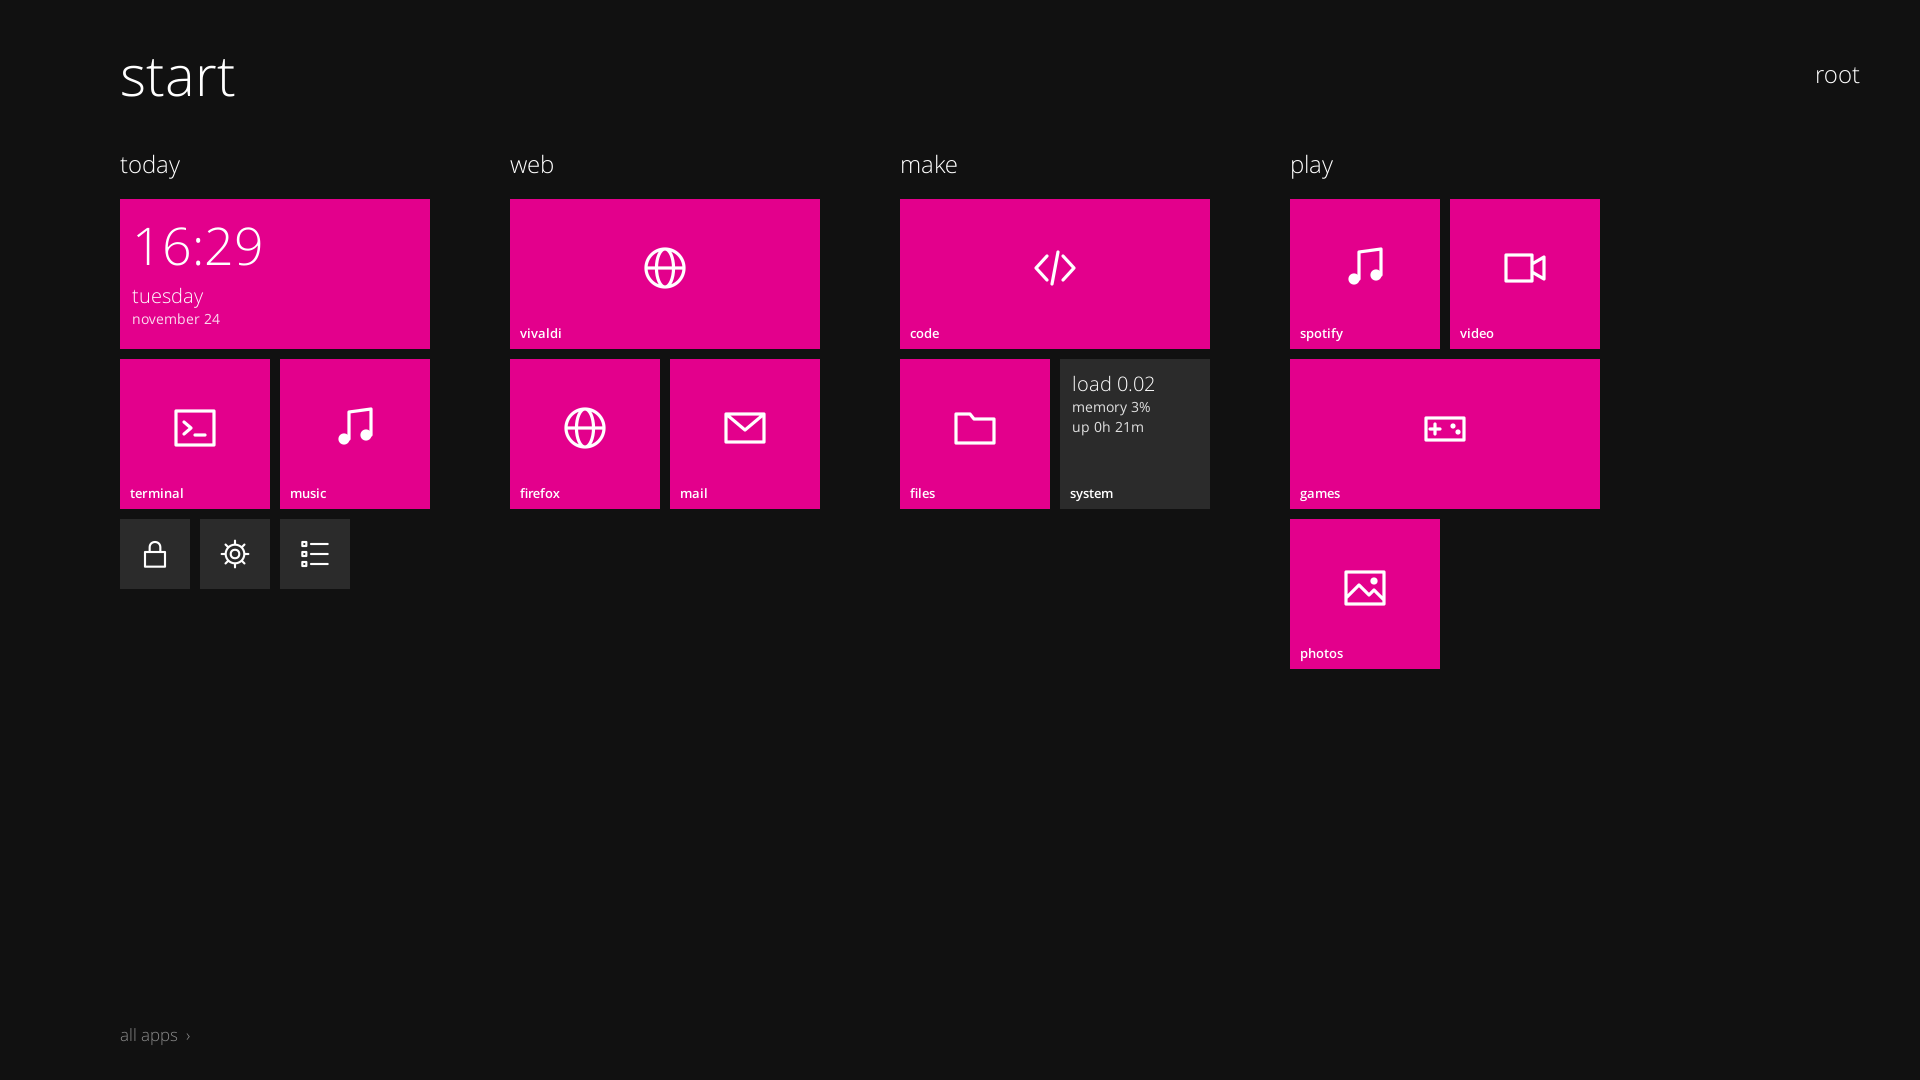 start
root
today
16:29
tuesday
november 24
terminal
music
web
vivaldi
firefox
mail
make
code
files
load 0.02
memory 3%
up 0h 21m
system
play
spotify
video
games
photos
all apps ›